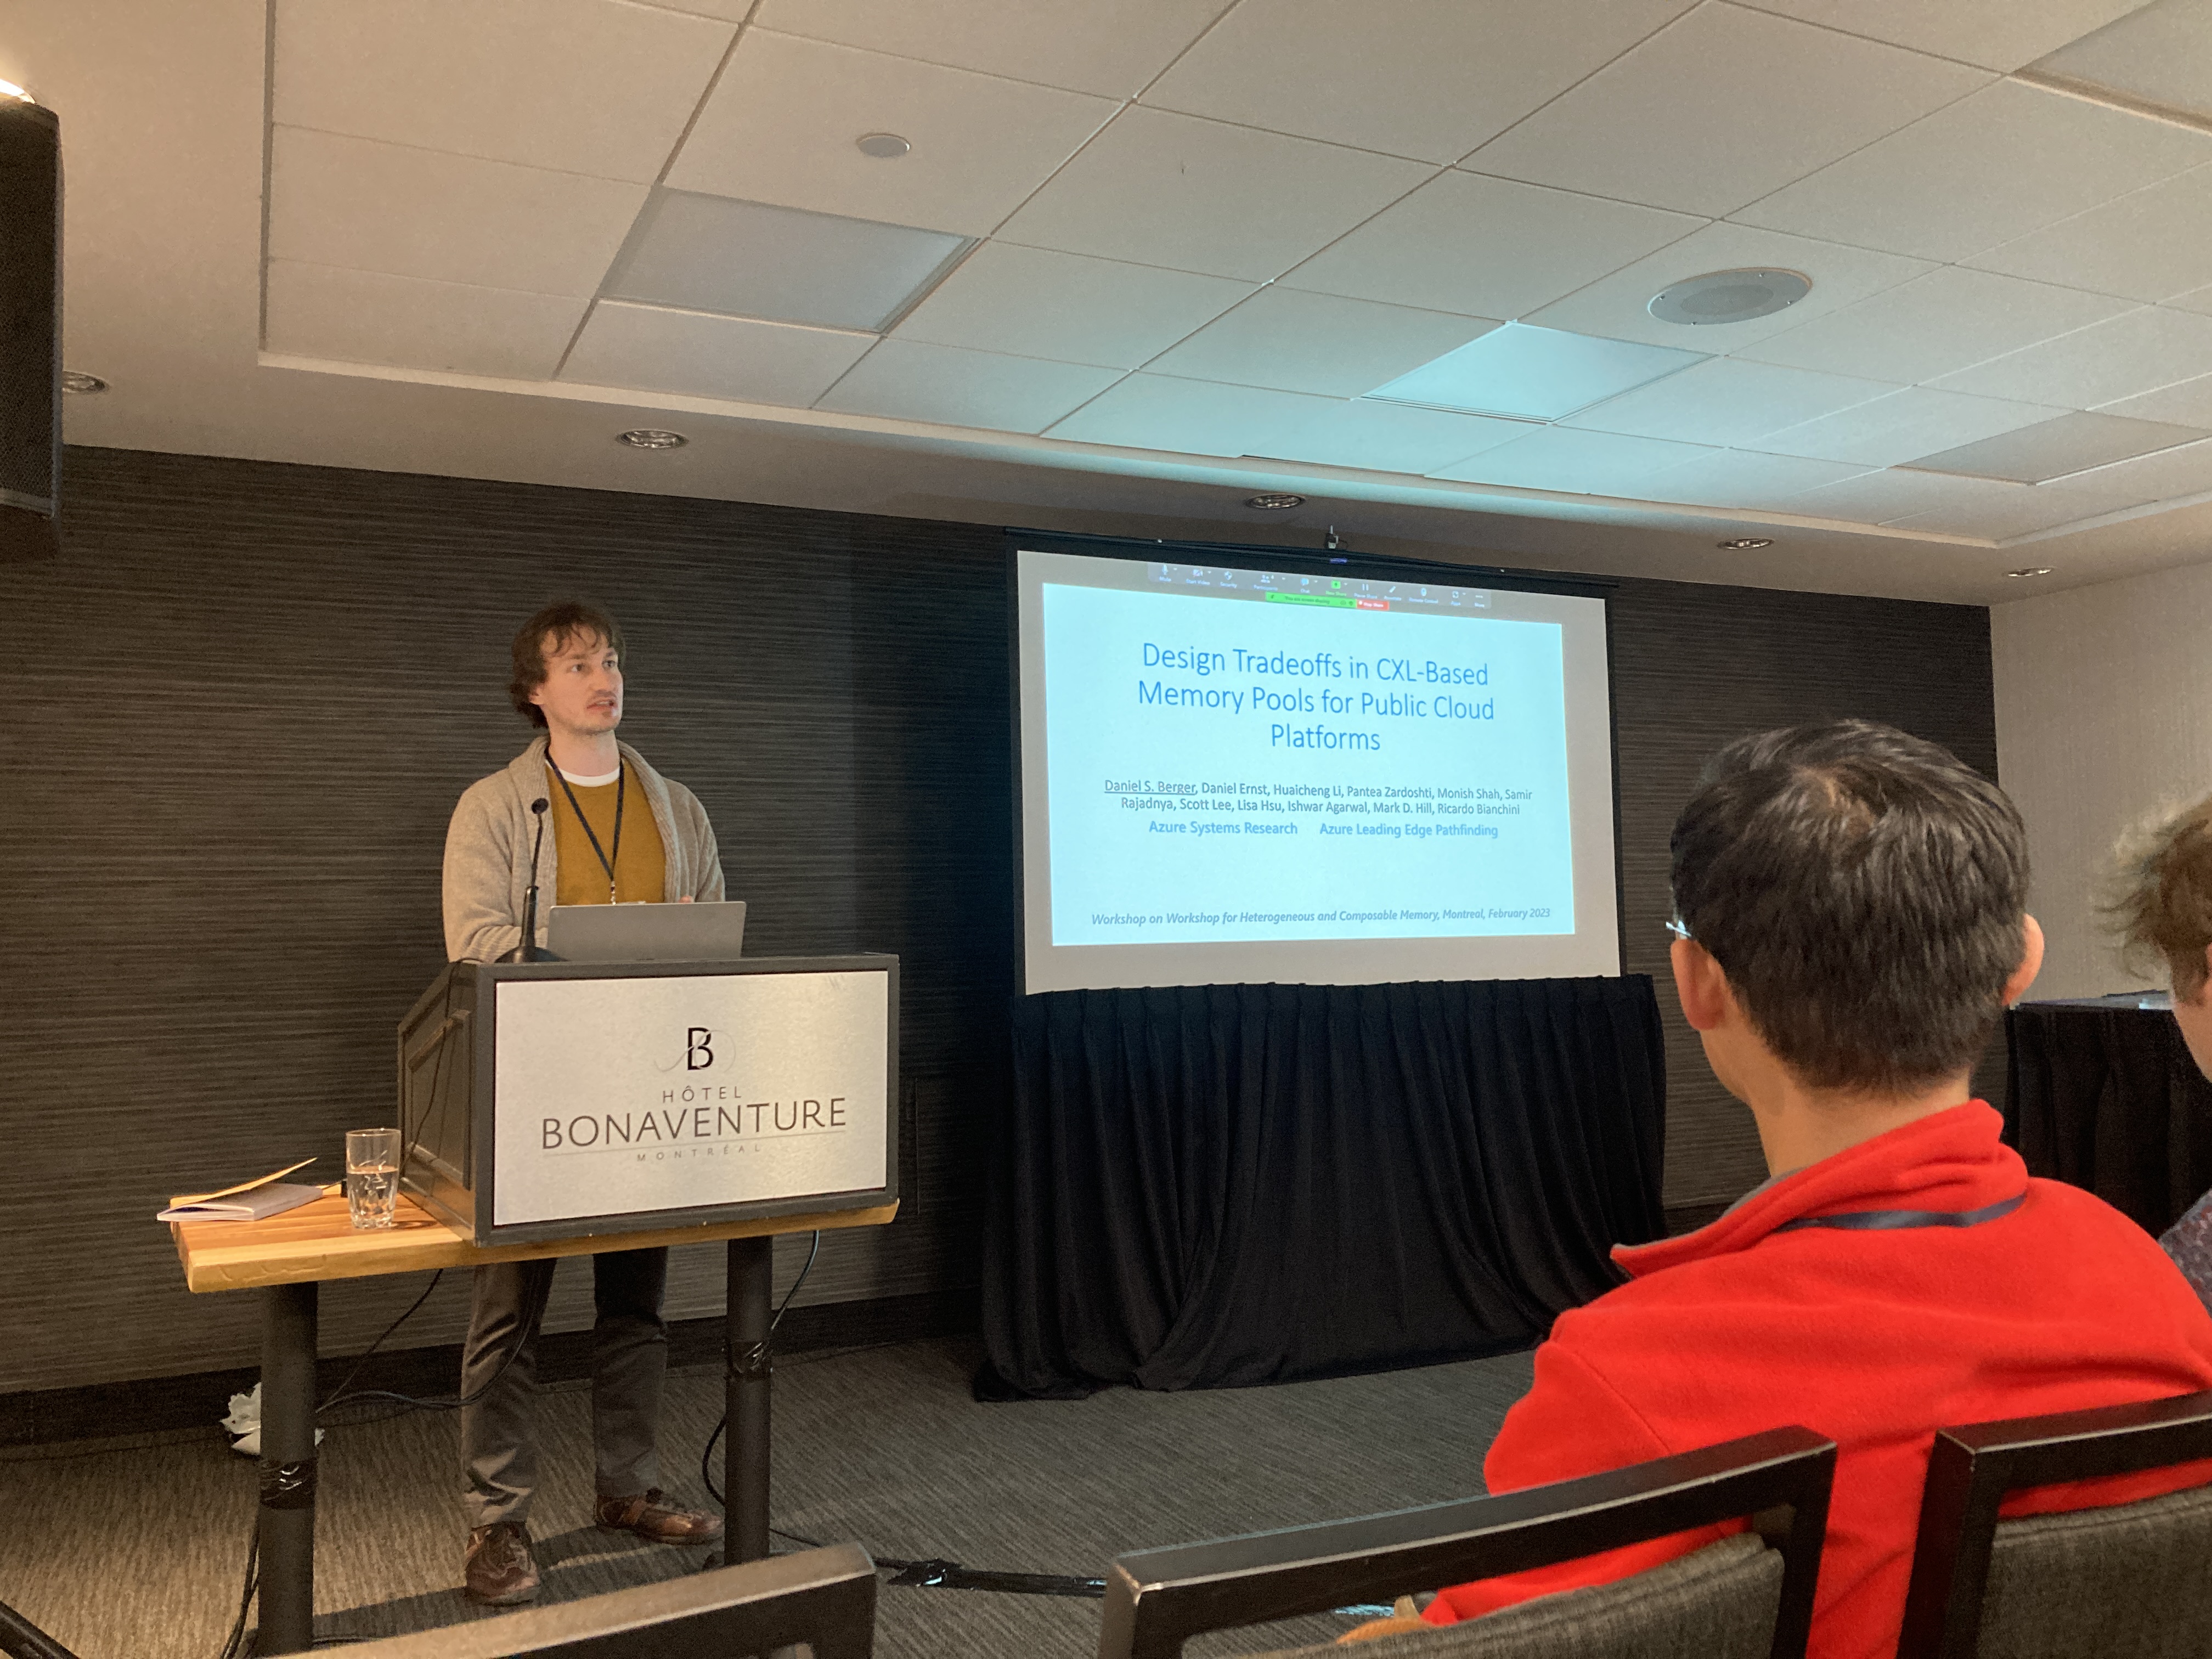 Design Tradeoffs in CXL-Based
Memory Pools for Public Cloud
Platforms
Daniel S. Berger, Daniel Ernst, Huaicheng Li, Pantea Zardoshti, Monish Shah, Samir
Rajadnya, Scott Lee, Lisa Hsu, Ishwar Agarwal, Mark D. Hill, Ricardo Bianchini
Azure Systems Research Azure Leading Edge Pathfinding
Workshop on Workshop for Heterogeneous and Composable Memory, Montreal, February 2023
B
HÔTEL
BONAVENTURE
MONTRÉAL